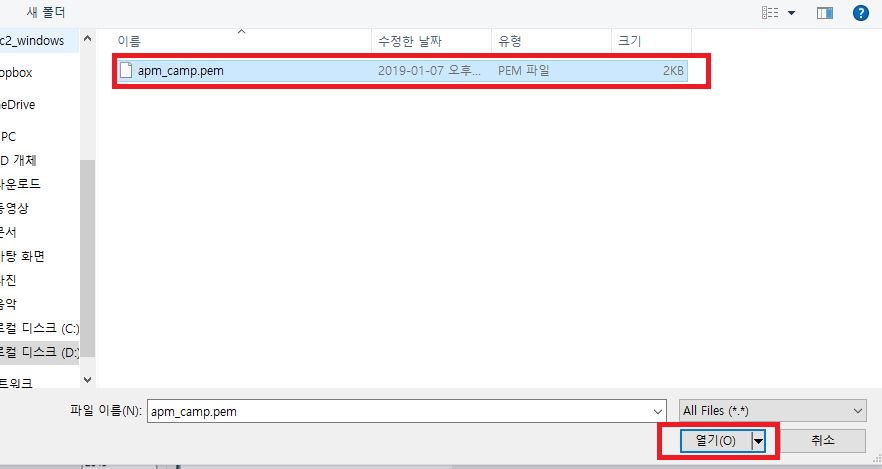 새 폴더
이름 수정한 날짜 유형 크기
apm_camp.pem 2019-01-07 오후... PEM 파일 2KB
c2_windows
opbox
eDrive
PC
D 개체
운로드
동영상
문서
탕 화면
사진
음악
컬 디스크 (C:)
컬 디스크 (D:)
트워크
파일 이름(N): apm_camp.pem All Files (*.*)
열기(O) 취소